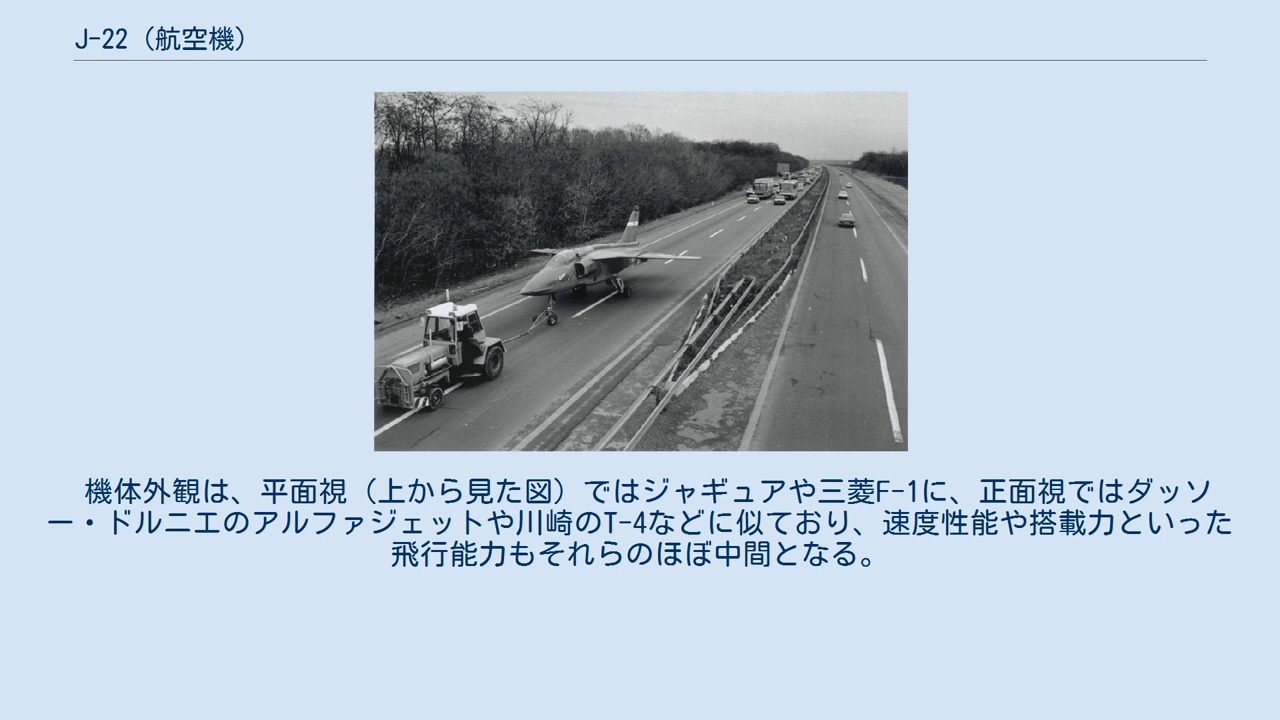 J-22（航空機）
機体外観は、平面視（上から見た図）ではジャギュアや三菱F-1に、正面視ではダッソ
ー・ドルニエのアルファジェットや川崎のT-4などに似ており、速度性能や搭載力といった
飛行能力もそれらのほぼ中間となる。